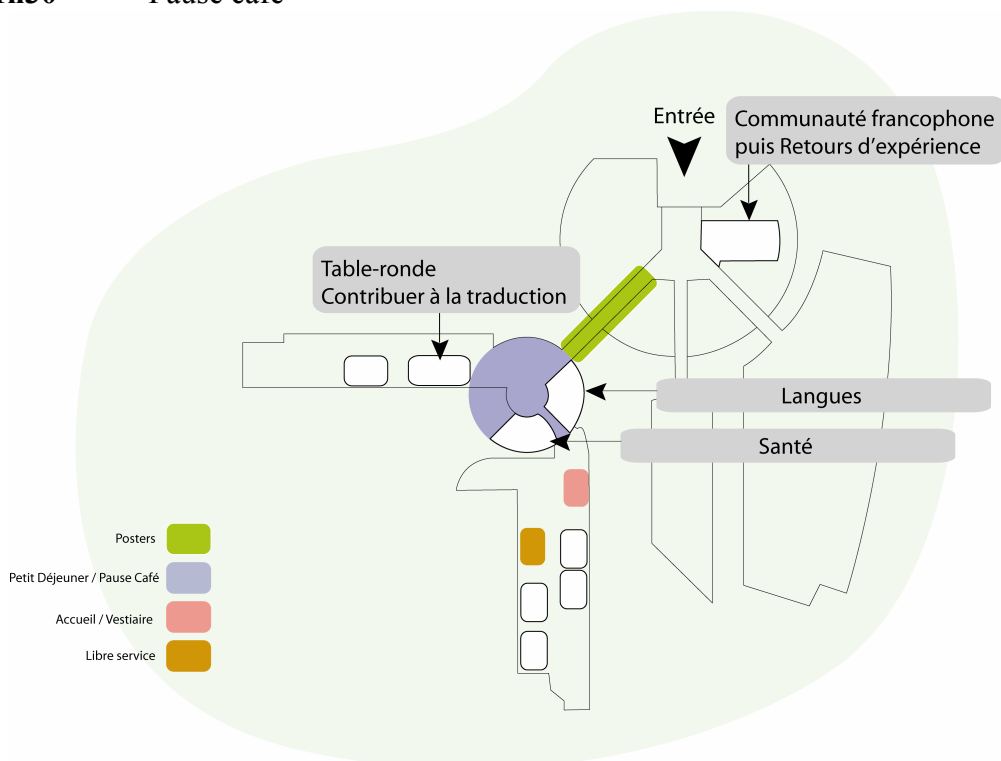 Pause café
Entrée
Communauté francophone
puis Retours d’expérience
Table-ronde
Contribuer à la traduction
Langues
Santé
Posters
Petit Déjeuner / Pause Café
Accueil / Vestiaire
Libre service